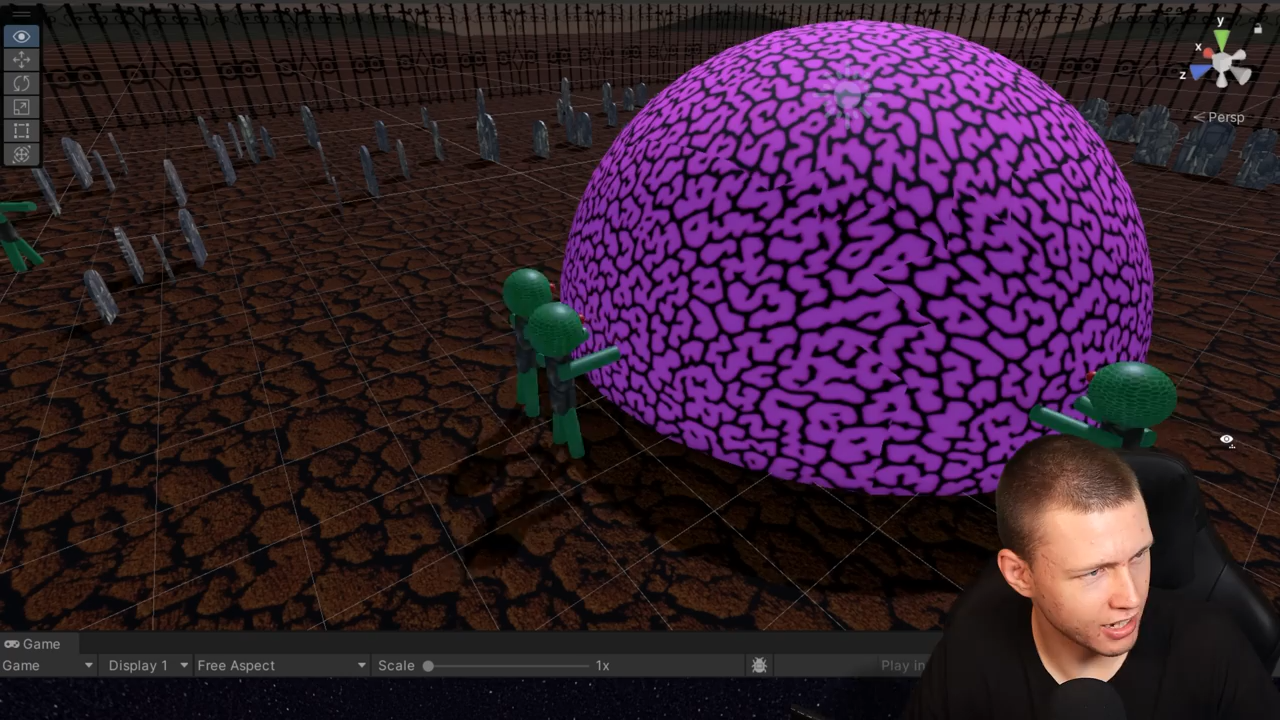 y
x
z
< Persp
Game
Game Display 1 Free Aspect Scale 1x Play in